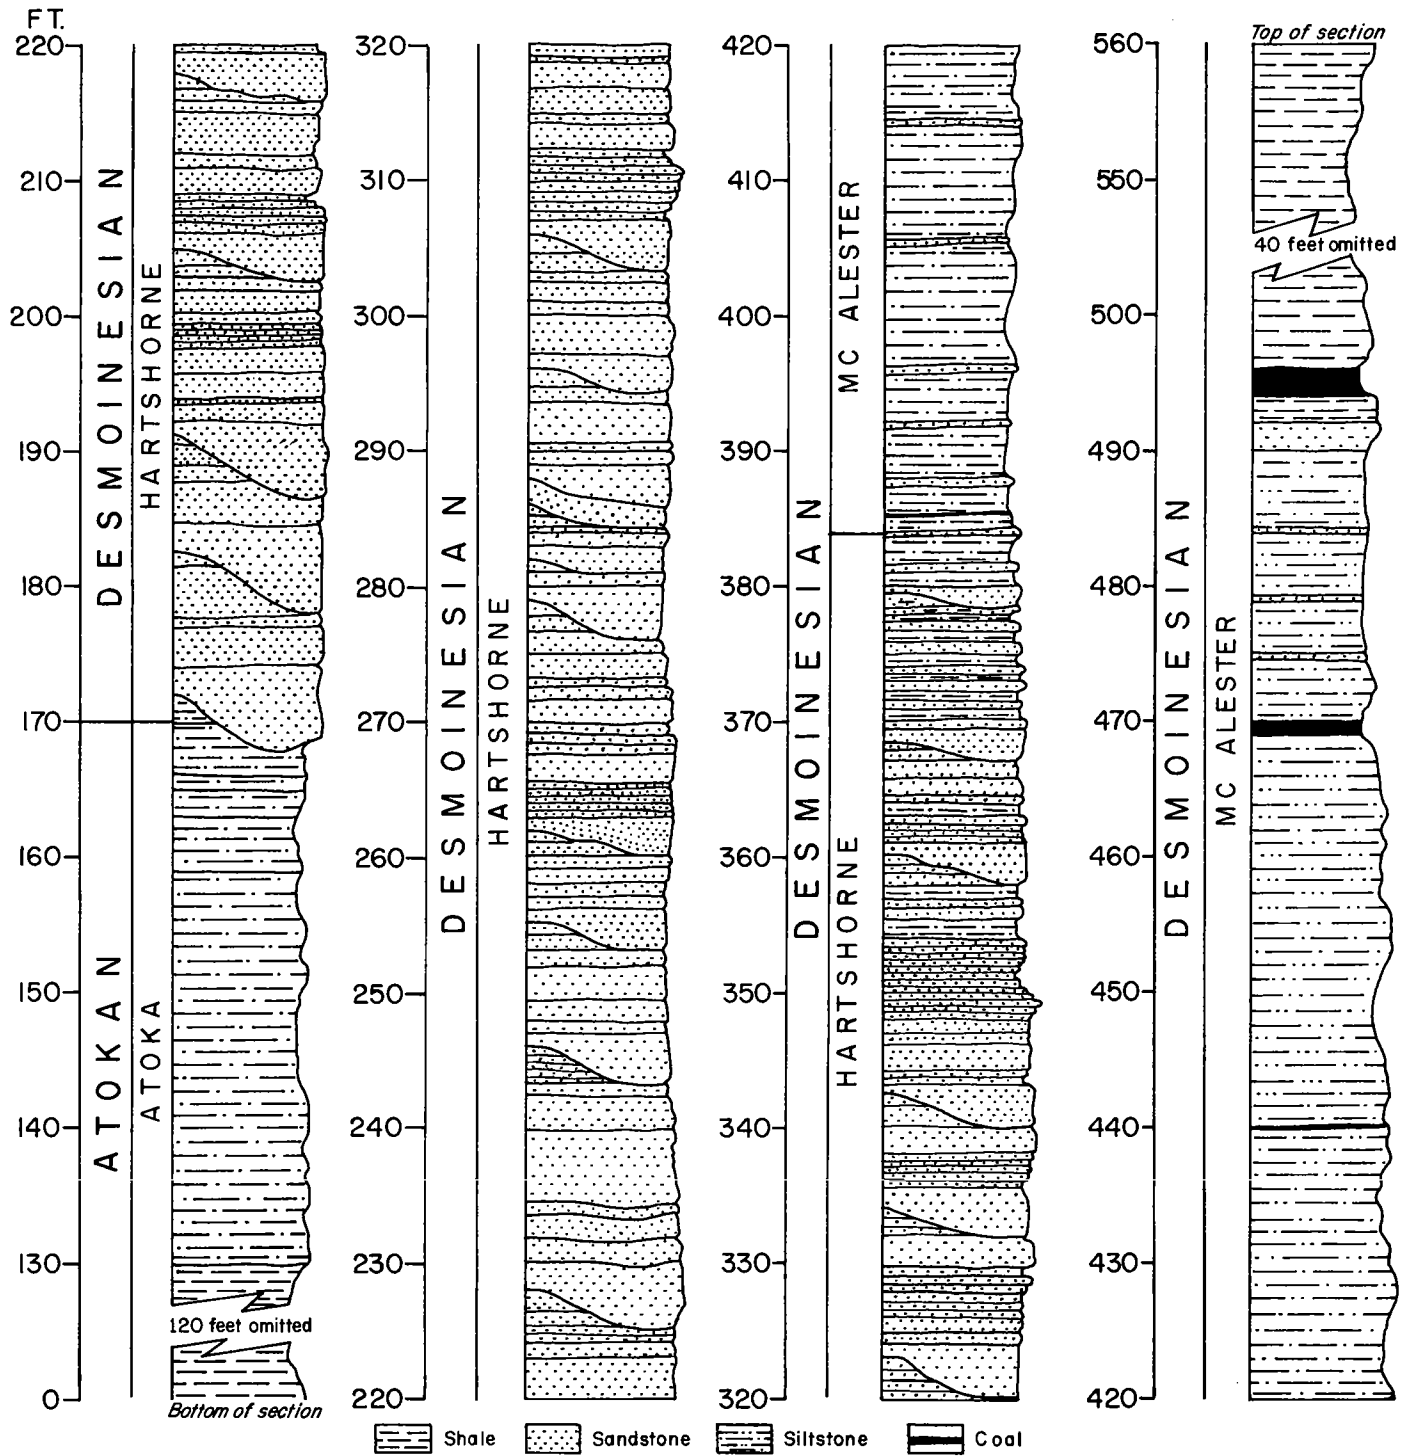 FT.
220
210
200
190
180
170
160
150
140
130
0
DESMOINESIAN
HARTSHORNE
ATOKAN
ATOKA
120 feet omitted
Bottom of section
320
310
300
290
280
270
260
250
240
230
220
DESMOINESIAN
HARTSHORNE
420
410
400
390
380
370
360
350
340
330
320
DESMOINESIAN
MC ALESTER
HARTSHORNE
Top of section
560
550
500
490
480
470
460
450
440
430
420
DESMOINESIAN
MC ALESTER
40 feet omitted
Shale
Sandstone
Siltstone
Coal